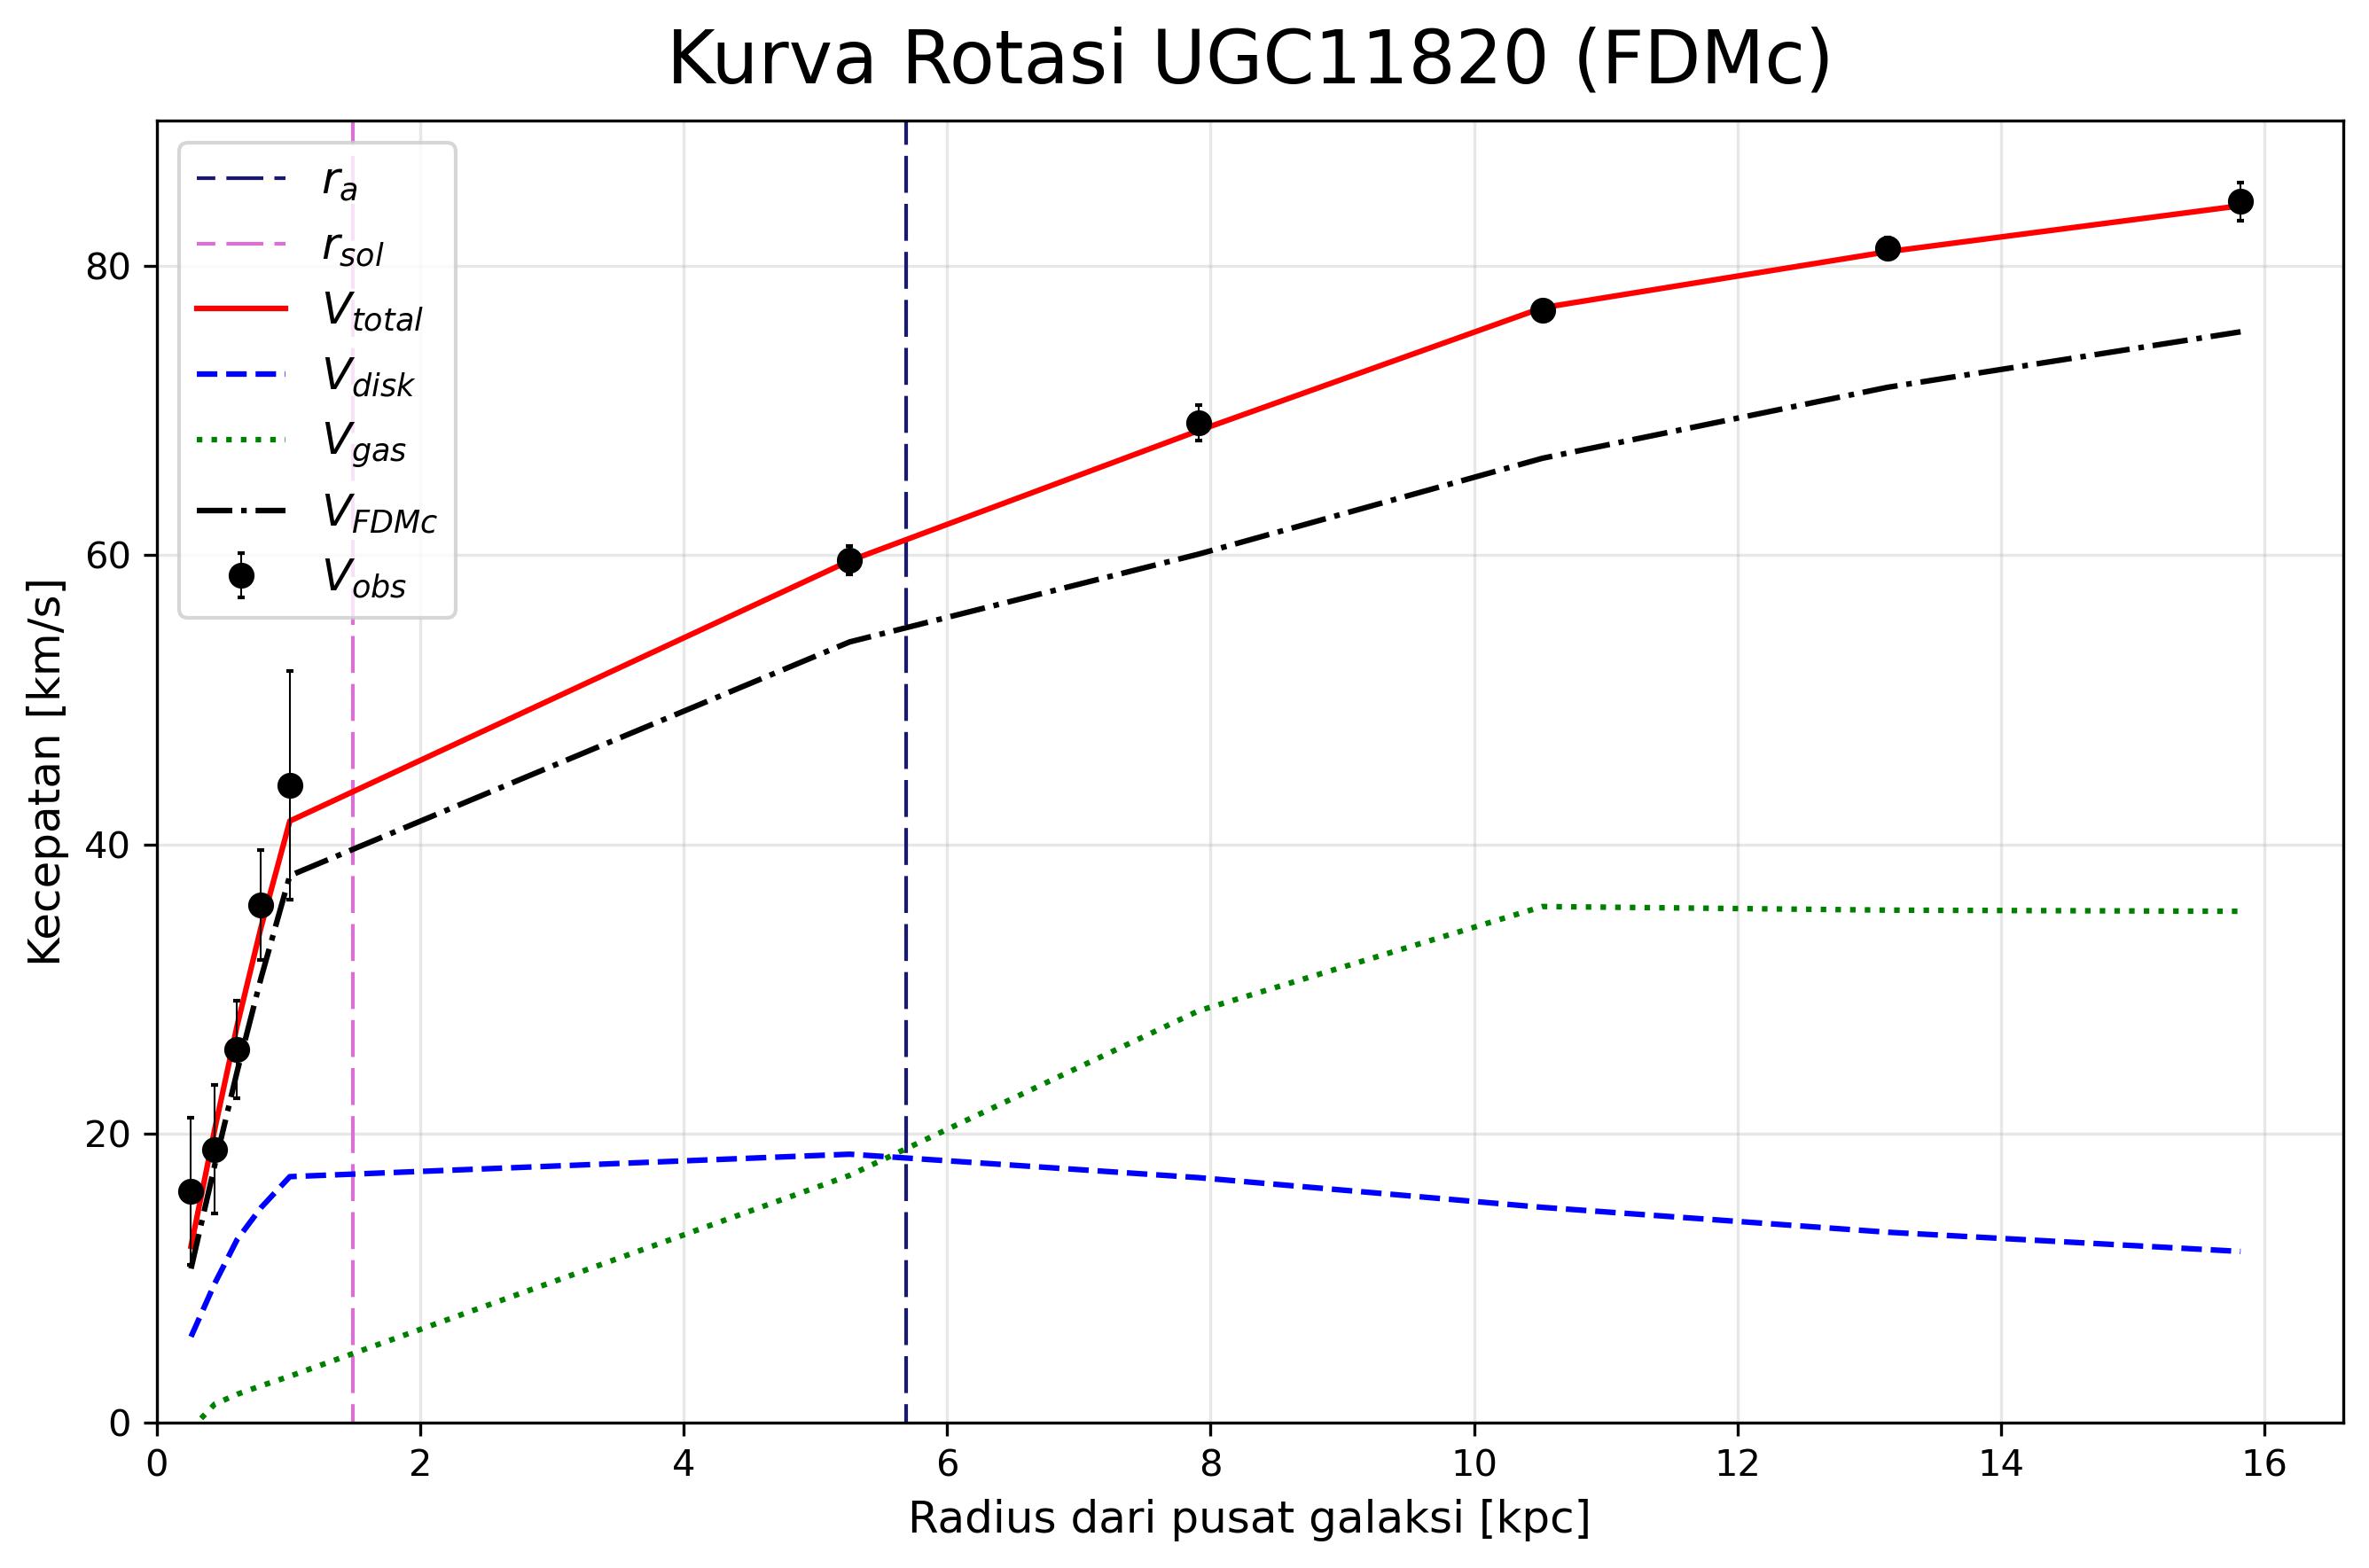 Kurva Rotasi UGC11820 (FDMc)
r_a
r_sol
V_total
V_disk
V_gas
V_FDMc
V_obs
Kecepatan [km/s]
80
60
40
20
0
0 2 4 6 8 10 12 14 16
Radius dari pusat galaksi [kpc]